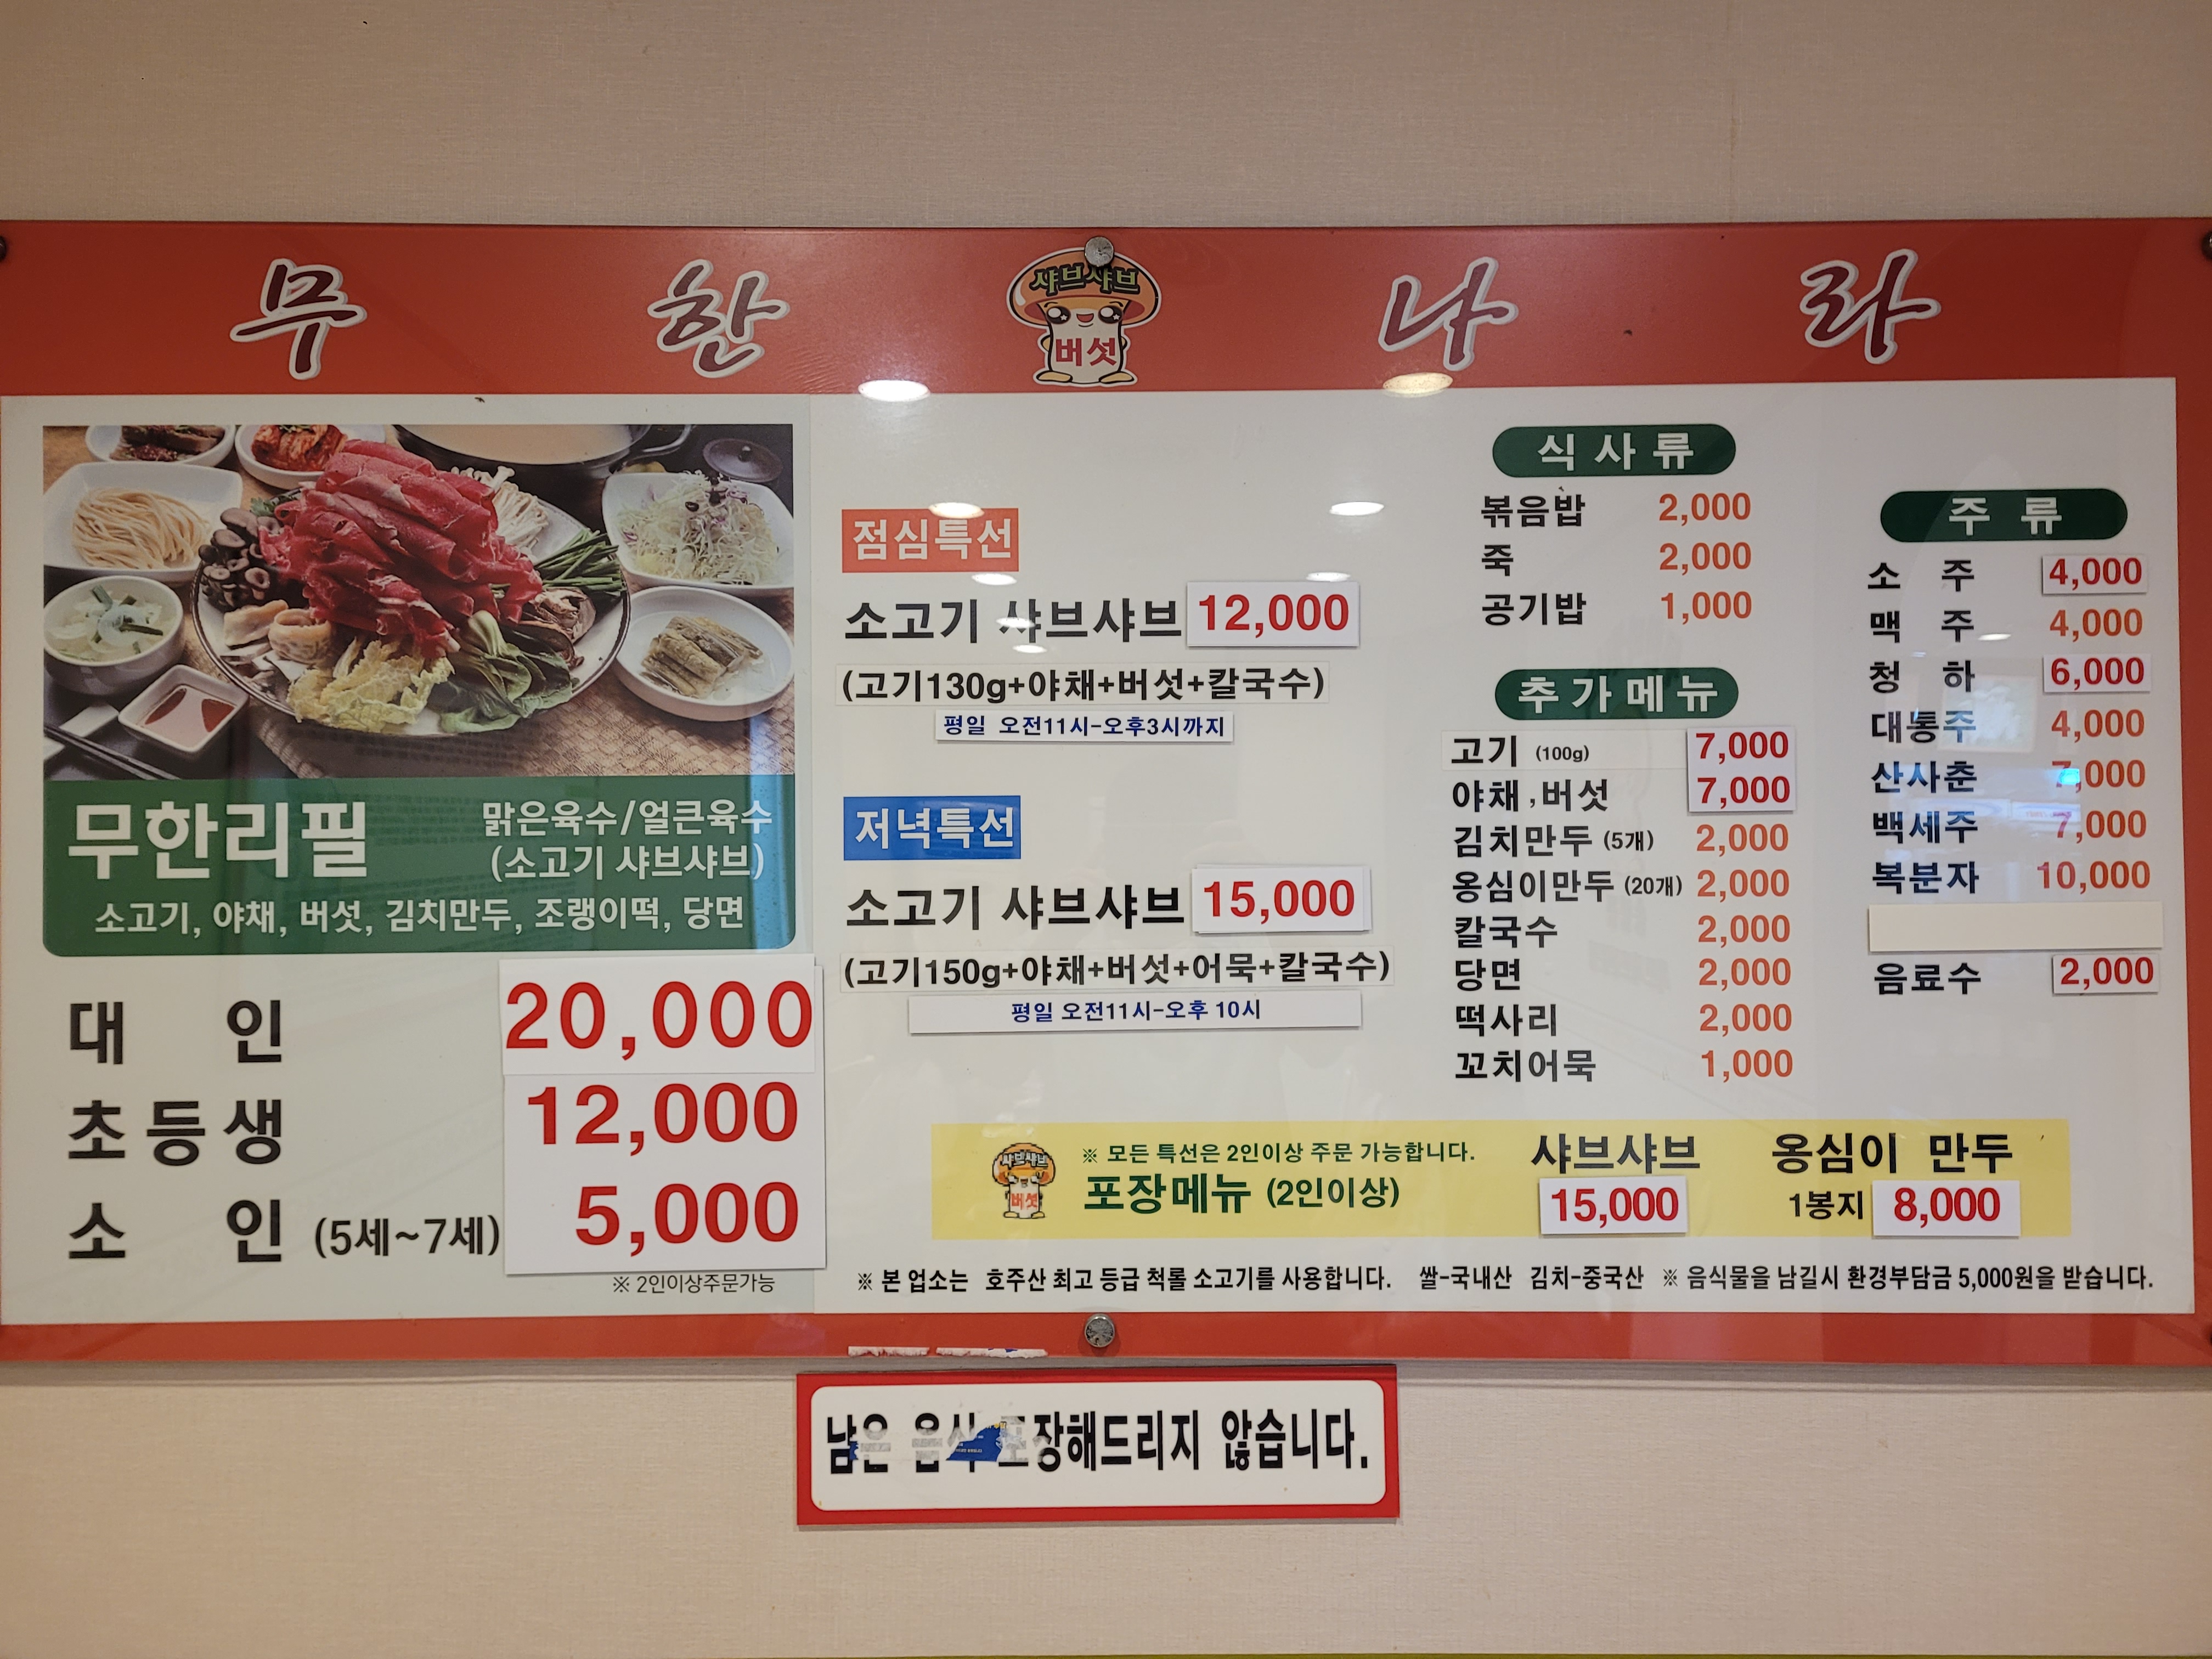 무한 샤브샤브 버섯 나라
무한리필
맑은육수/얼큰육수
(소고기 샤브샤브)
소고기, 야채, 버섯, 김치만두, 조랭이떡, 당면
대 인 20,000
초등생 12,000
소 인 (5세~7세) 5,000
※ 2인이상주문가능
점심특선
소고기 샤브샤브 12,000
(고기130g+야채+버섯+칼국수)
평일 오전11시-오후3시까지
저녁특선
소고기 샤브샤브 15,000
(고기150g+야채+버섯+어묵+칼국수)
평일 오전11시-오후 10시
식사류
볶음밥 2,000
죽 2,000
공기밥 1,000
추가메뉴
고기 (100g) 7,000
야채,버섯 7,000
김치만두 (5개) 2,000
옹심이만두 (20개) 2,000
칼국수 2,000
당면 2,000
떡사리 2,000
꼬치어묵 1,000
주 류
소 주 4,000
맥 주 4,000
청 하 6,000
대통주 4,000
산사춘 7,000
백세주 7,000
복분자 10,000
음료수 2,000
샤브샤브
버섯
※ 모든 특선은 2인이상 주문 가능합니다.
포장메뉴 (2인이상)
샤브샤브
15,000
옹심이 만두
1봉지 8,000
※ 본 업소는 호주산 최고 등급 척롤 소고기를 사용합니다. 쌀-국내산 김치-중국산 ※ 음식물을 남길시 환경부담금 5,000원을 받습니다.
남은 음식 포장해드리지 않습니다.